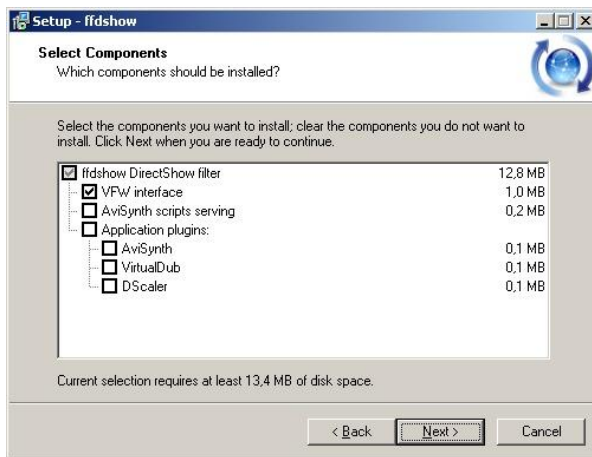 Setup - ffdshow
Select Components
Which components should be installed?
Select the components you want to install; clear the components you do not want to
install. Click Next when you are ready to continue.
ffdshow DirectShow filter 12,8 MB
VFW interface 1,0 MB
AviSynth scripts serving 0,2 MB
Application plugins:
AviSynth 0,1 MB
VirtualDub 0,1 MB
DScaler 0,1 MB
Current selection requires at least 13,4 MB of disk space.
< Back Next > Cancel